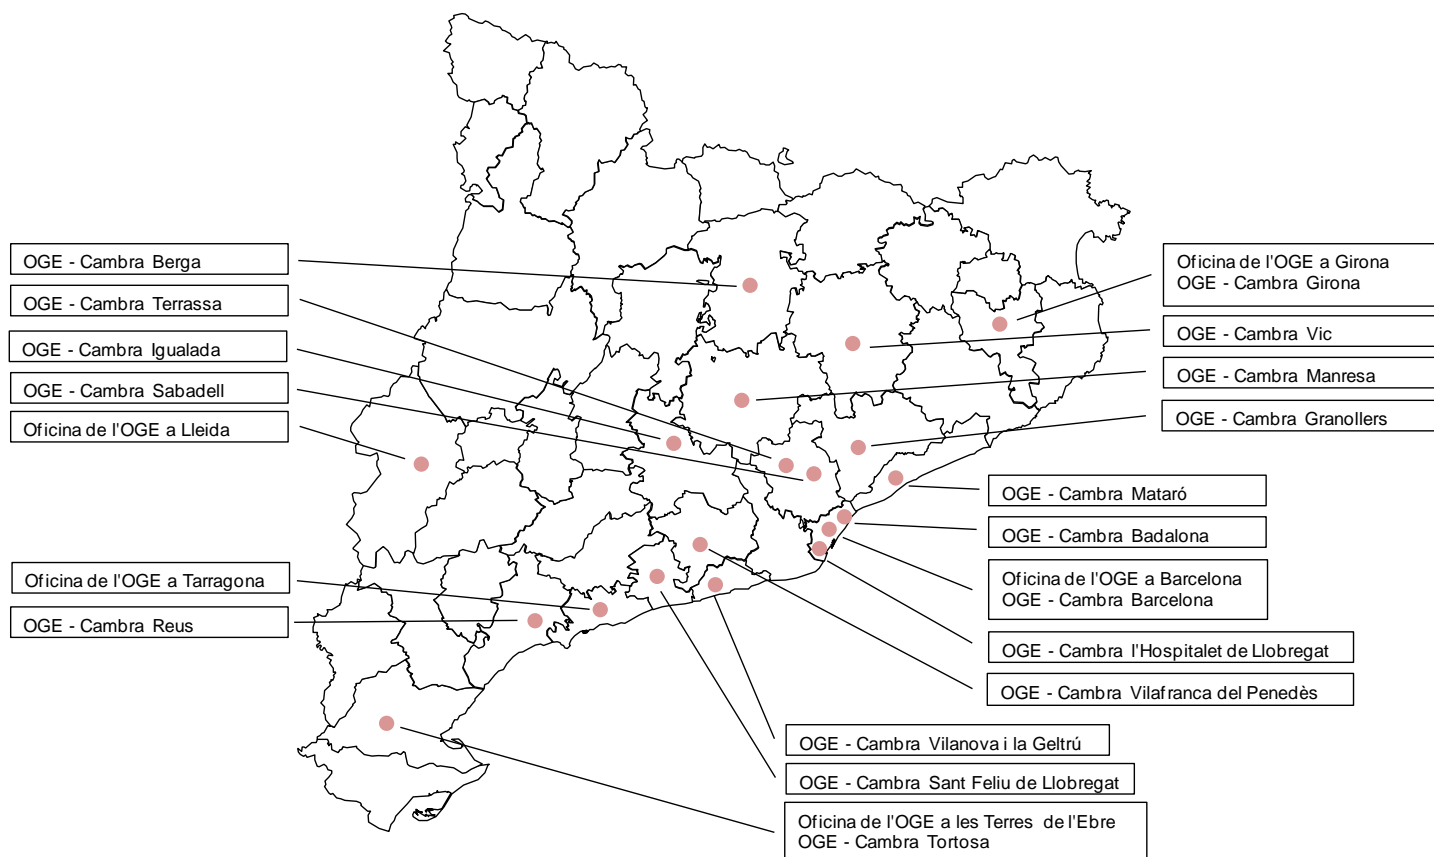 OGE - Cambra Berga
OGE - Cambra Terrassa
OGE - Cambra Igualada
OGE - Cambra Sabadell
Oficina de l'OGE a Lleida
Oficina de l'OGE a Tarragona
OGE - Cambra Reus
Oficina de l'OGE a Girona
OGE - Cambra Girona
OGE - Cambra Vic
OGE - Cambra Manresa
OGE - Cambra Granollers
OGE - Cambra Mataró
OGE - Cambra Badalona
Oficina de l'OGE a Barcelona
OGE - Cambra Barcelona
OGE - Cambra l'Hospitalet de Llobregat
OGE - Cambra Vilafranca del Penedès
OGE - Cambra Vilanova i la Geltrú
OGE - Cambra Sant Feliu de Llobregat
Oficina de l'OGE a les Terres de l'Ebre
OGE - Cambra Tortosa